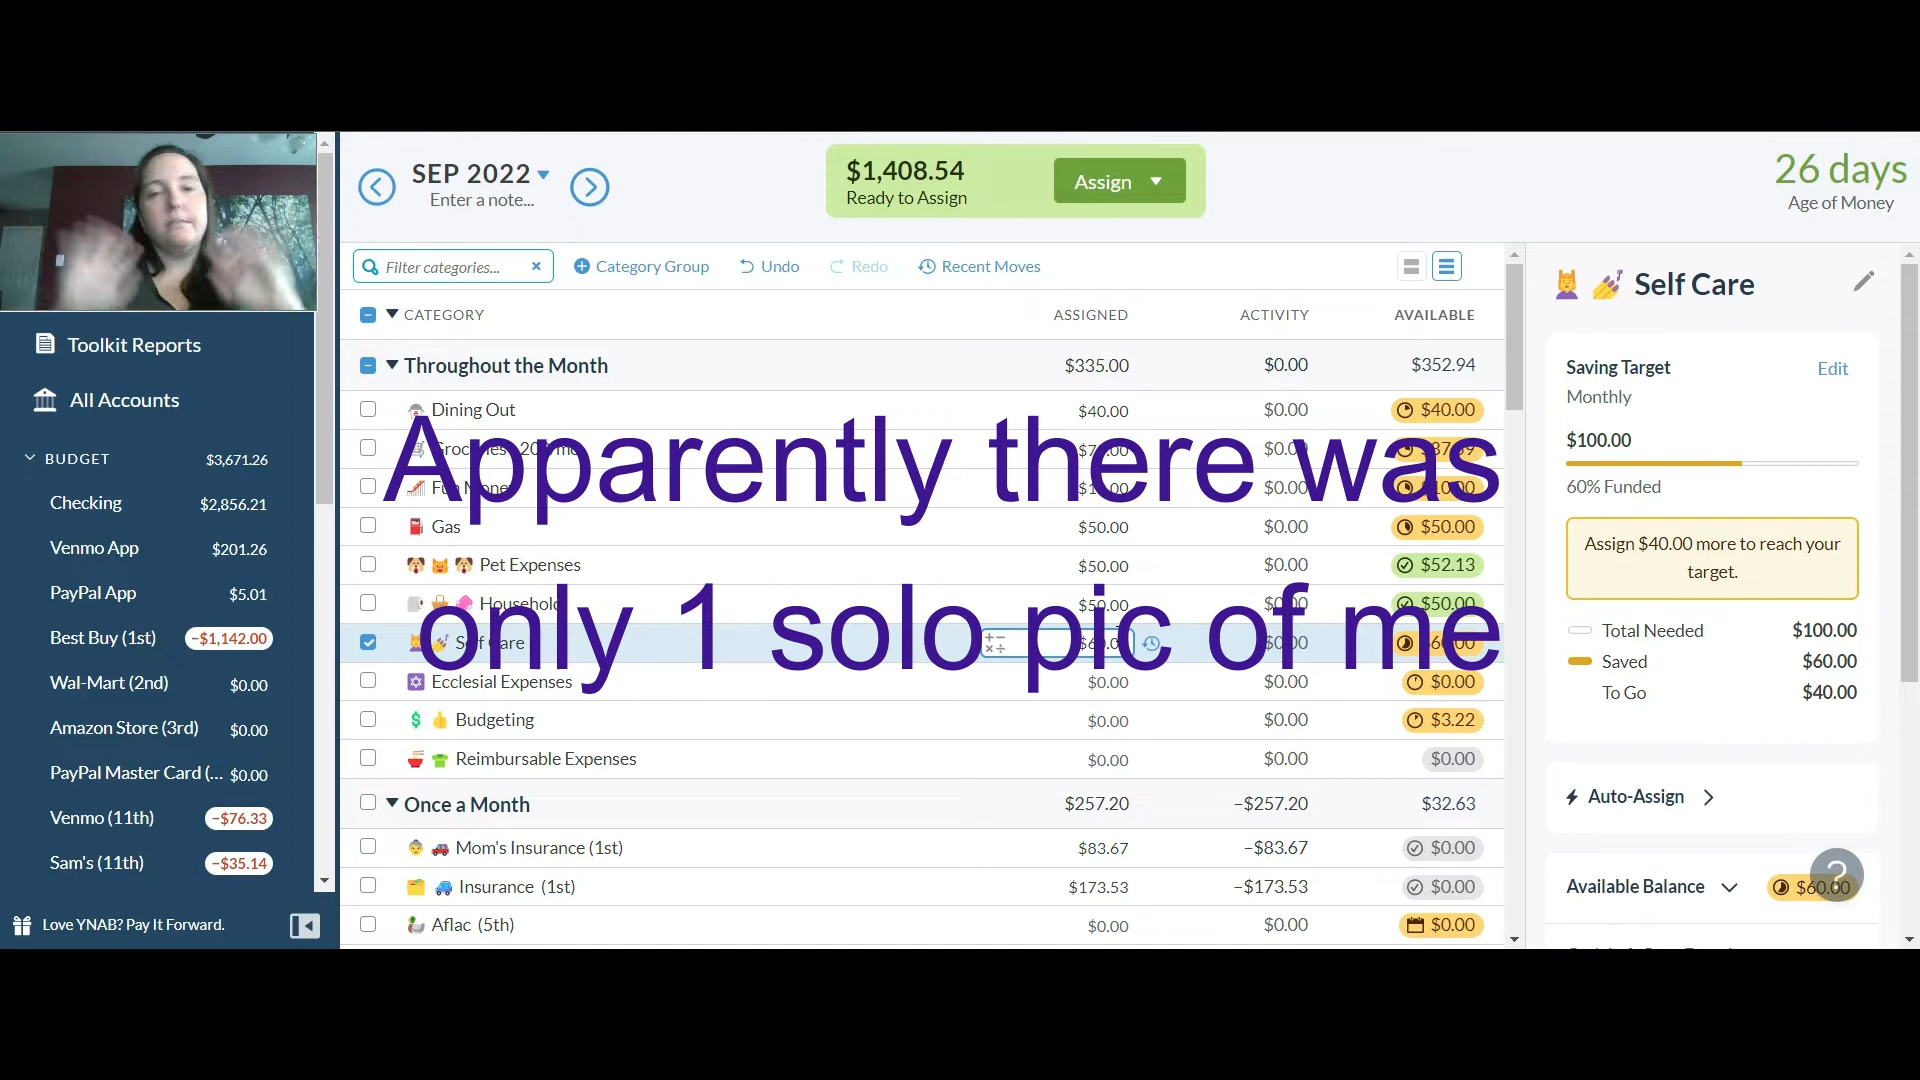 SEP 2022
Enter a note...
$1,408.54
Ready to Assign
Assign
26 days
Age of Money
Filter categories...
Category Group
Undo
Redo
Recent Moves
CATEGORY ASSIGNED ACTIVITY AVAILABLE
Throughout the Month $335.00 $0.00 $352.94
Dining Out $40.00 $0.00 $40.00
Apparently there was
Gas $50.00 $0.00 $50.00
Pet Expenses $50.00 $0.00 $52.13
Household $50.00 $0.00 $50.00
only 1 solo pic of me
Self Care
Ecclesial Expenses $0.00 $0.00 $0.00
Budgeting $0.00 $0.00 $3.22
Reimbursable Expenses $0.00 $0.00 $0.00
Once a Month $257.20 −$257.20 $32.63
Mom's Insurance (1st) $83.67 −$83.67 $0.00
Insurance (1st) $173.53 −$173.53 $0.00
Aflac (5th) $0.00 $0.00 $0.00
Toolkit Reports
All Accounts
BUDGET $3,671.26
Checking $2,856.21
Venmo App $201.26
PayPal App $5.01
Best Buy (1st) −$1,142.00
Wal-Mart (2nd) $0.00
Amazon Store (3rd) $0.00
PayPal Master Card (... $0.00
Venmo (11th) −$76.33
Sam's (11th) −$35.14
Love YNAB? Pay It Forward.
Self Care
Saving Target Edit
Monthly
$100.00
60% Funded
Assign $40.00 more to reach your
target.
Total Needed $100.00
Saved $60.00
To Go $40.00
Auto-Assign
Available Balance $60.00
?